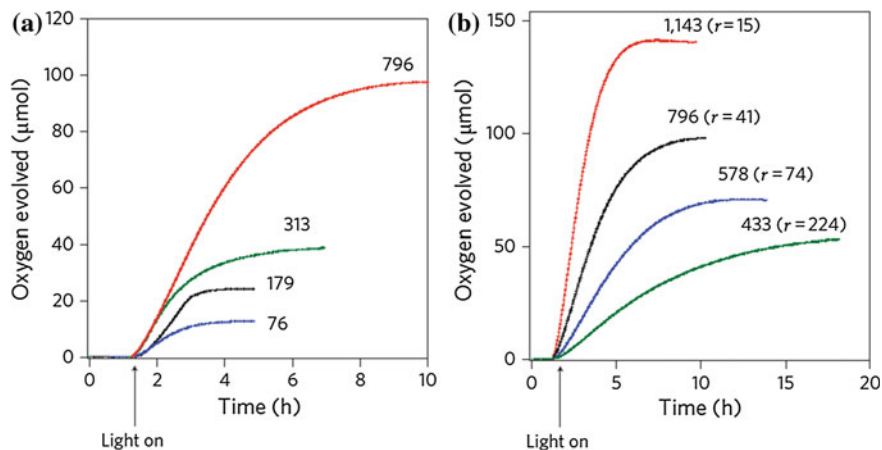 (a)
120
100
80
60
40
20
0
Oxygen evolved (μmol)
796
313
179
76
0 2 4 6 8 10
Time (h)
Light on
(b)
150
100
50
0
Oxygen evolved (μmol)
1,143 (r = 15)
796 (r = 41)
578 (r = 74)
433 (r = 224)
0 5 10 15 20
Time (h)
Light on